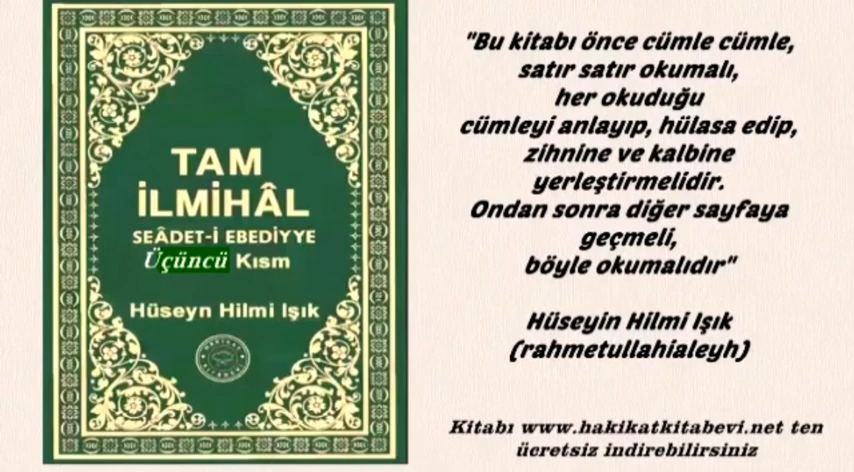 TAM
İLMİHÂL
SEÂDET-İ EBEDİYYE
Üçüncü Kısm
Hüseyn Hilmi Işık
"Bu kitabı önce cümle cümle,
satır satır okumalı,
her okuduğu
cümleyi anlayıp, hülasa edip,
zihnine ve kalbine
yerleştirmelidir.
Ondan sonra diğer sayfaya
geçmeli,
böyle okumalıdır"
Hüseyin Hilmi Işık
(rahmetullahialeyh)
Kitabı www.hakikatkitabevi.net ten
ücretsiz indirebilirsiniz